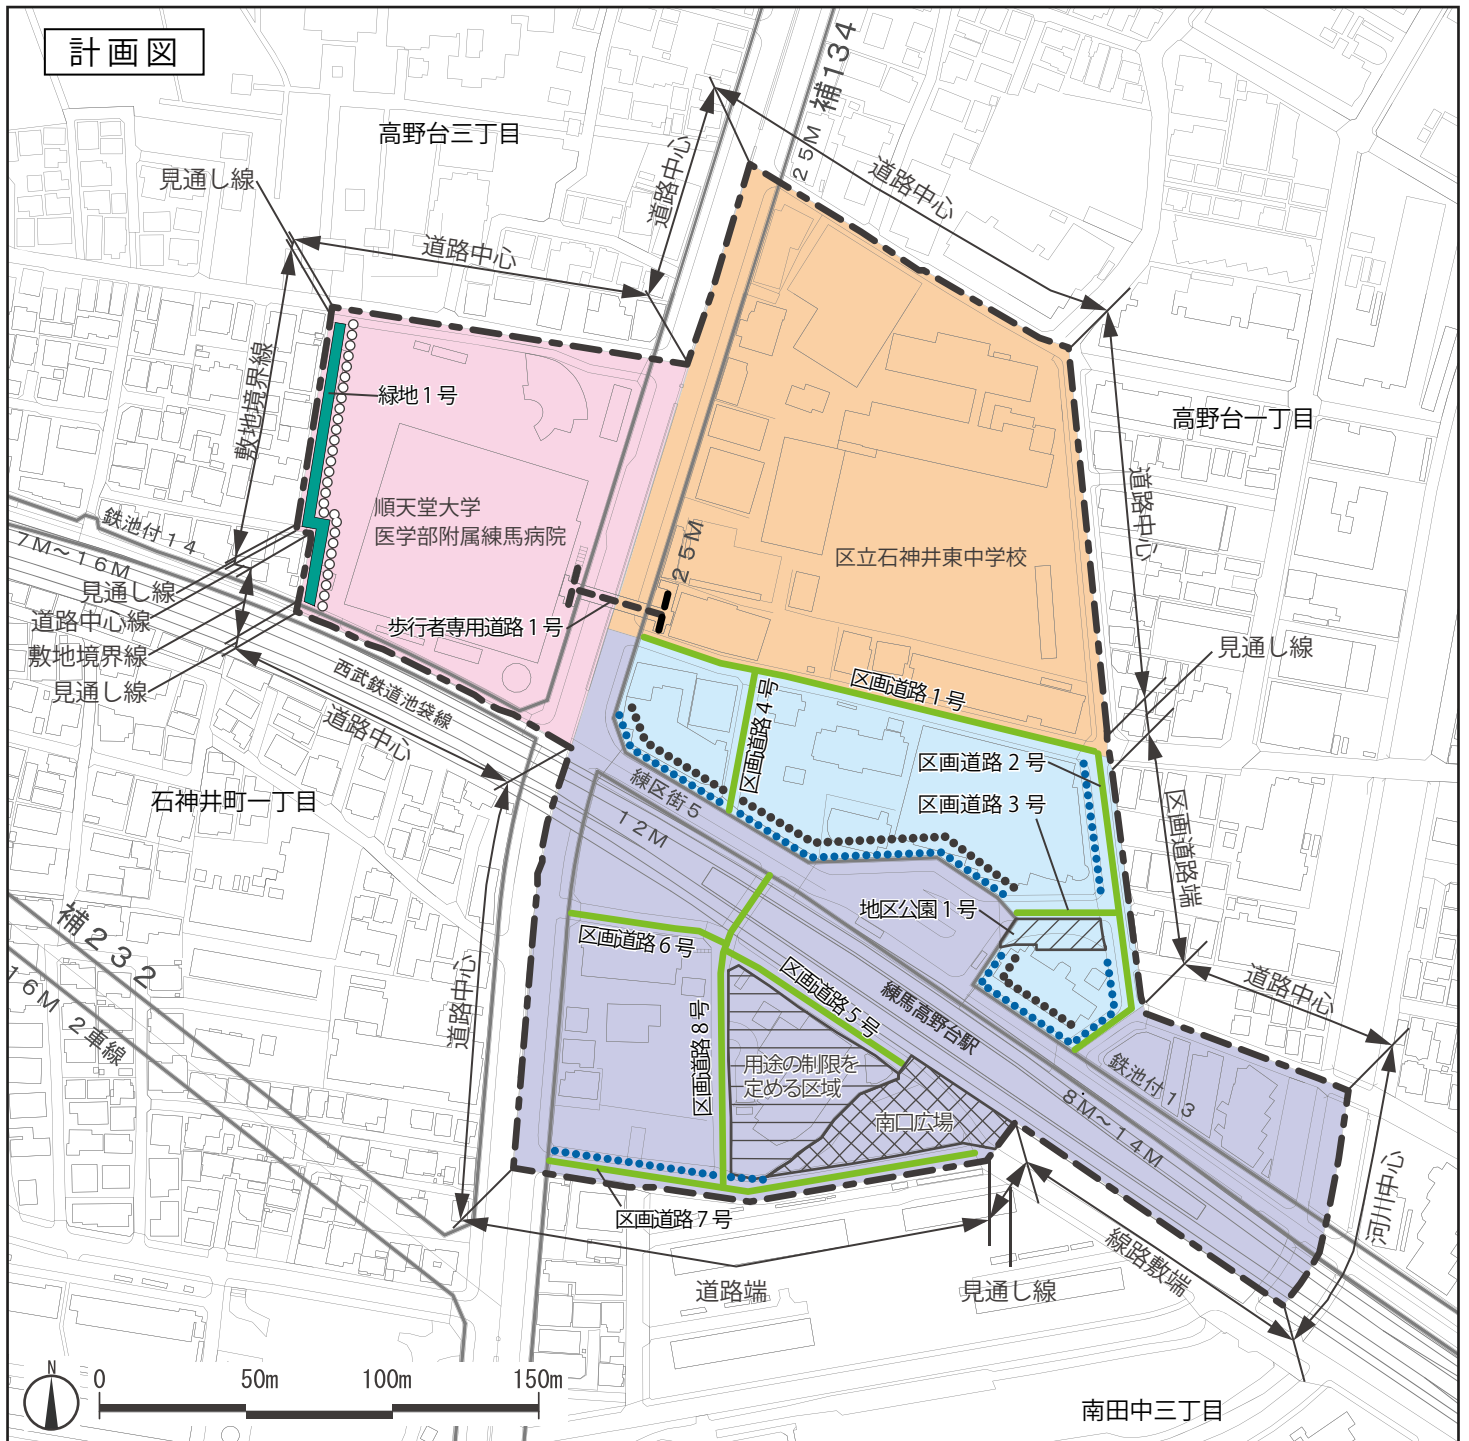 計画図
補134
25M
高野台三丁目
見通し線
道路中心
道路中心
道路中心
敷地境界線
緑地1号
高野台一丁目
道路中心
順天堂大学
医学部附属練馬病院
鉄池付14
7M～16M
25M
区立石神井東中学校
見通し線
道路中心線
敷地境界線
見通し線
歩行者専用道路1号
西武鉄道池袋線
道路中心
見通し線
区画道路1号
区画道路4号
区画道路2号
区画道路3号
石神井町一丁目
練区街5
12M
区画道路端
補232
16M 2車線
地区公園1号
区画道路6号
区画道路5号
練馬高野台駅
道路中心
道路中心
区画道路8号
用途の制限を
定める区域
南口広場
鉄池付13
8M～14M
河川中心
区画道路7号
道路端
見通し線
線路敷端
N
0
50m
100m
150m
南田中三丁目